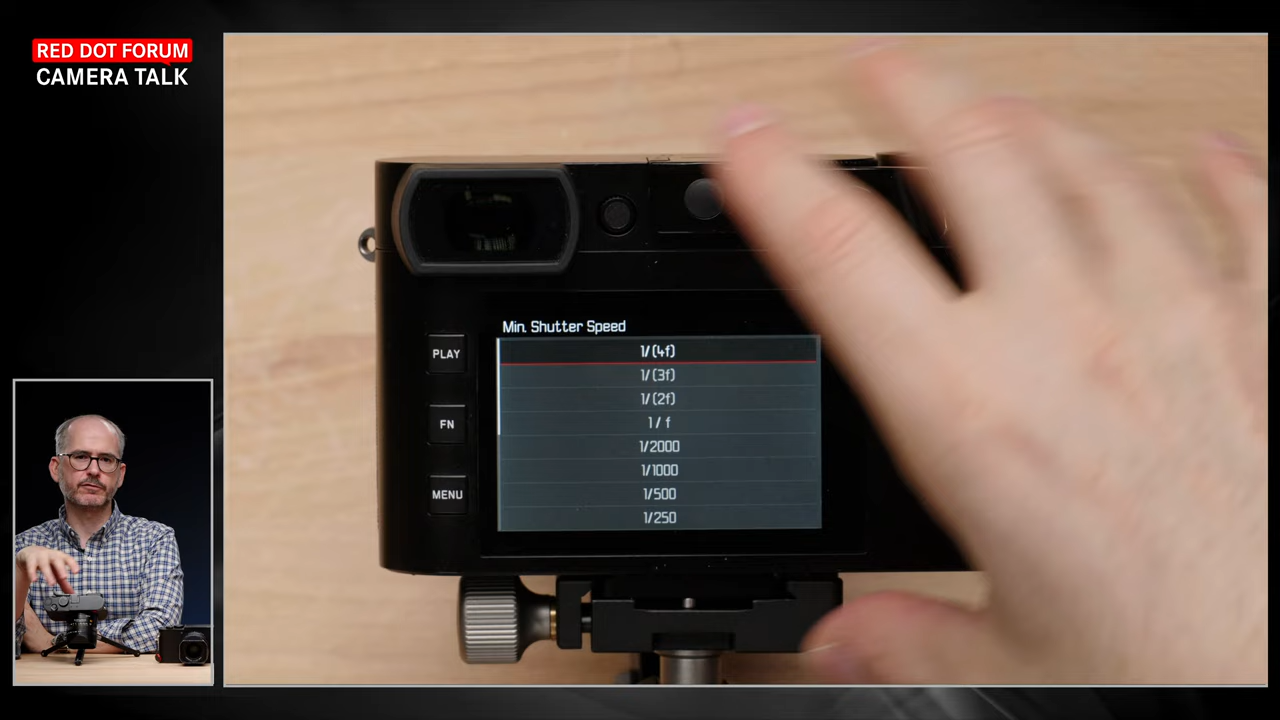 RED DOT FORUM
CAMERA TALK
Min. Shutter Speed
1/(4f)
1/(3f)
1/(2f)
1/f
1/2000
1/1000
1/500
1/250
PLAY
FN
MENU